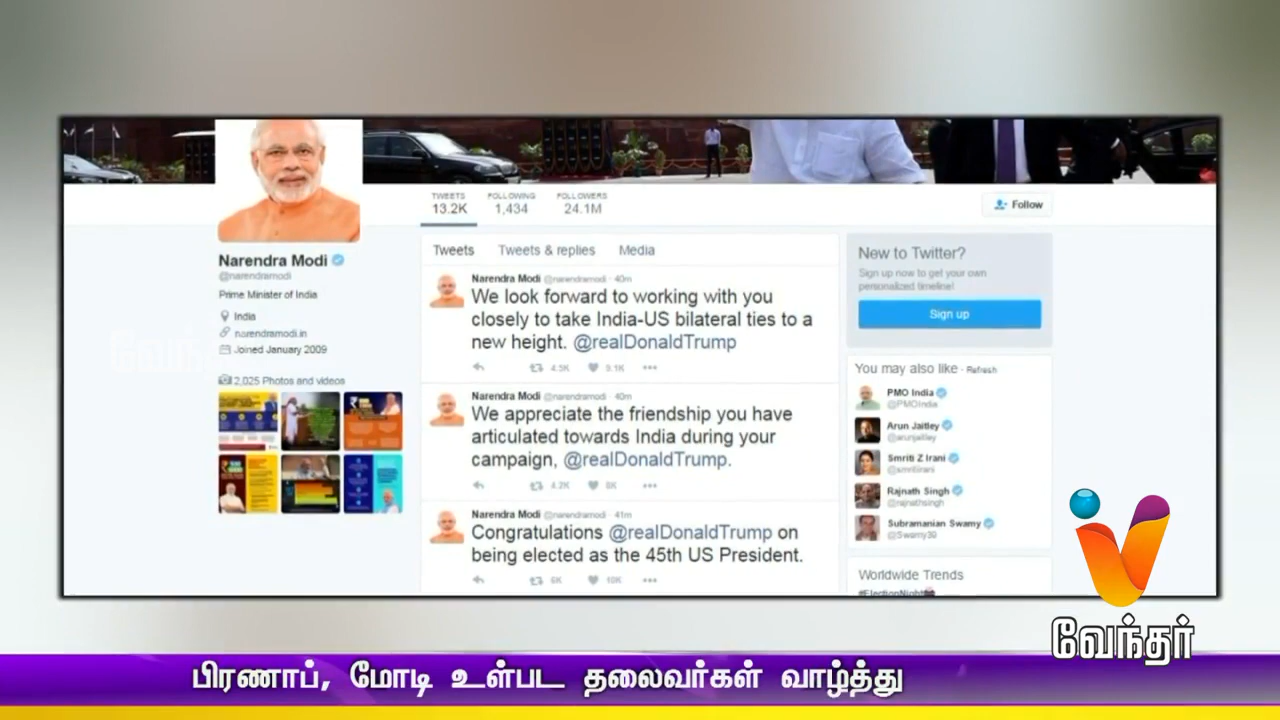 TWEETS
13.2K
FOLLOWING
1,434
FOLLOWERS
24.1M
Follow
Narendra Modi
@narendramodi
Prime Minister of India
India
narendramodi.in
Joined January 2009
2,025 Photos and videos
Tweets Tweets & replies Media
Narendra Modi @narendramodi · 40m
We look forward to working with you
closely to take India-US bilateral ties to a
new height. @realDonaldTrump
4.5K 9.1K
Narendra Modi @narendramodi · 40m
We appreciate the friendship you have
articulated towards India during your
campaign, @realDonaldTrump.
4.2K 8K
Narendra Modi @narendramodi · 41m
Congratulations @realDonaldTrump on
being elected as the 45th US President.
6K 10K
New to Twitter?
Sign up now to get your own
personalized timeline!
Sign up
You may also like · Refresh
PMO India
@PMOIndia
Arun Jaitley
@arunjaitley
Smriti Z Irani
@smritiirani
Rajnath Singh
@rajnathsingh
Subramanian Swamy
@Swamy39
Worldwide Trends
#ElectionNight
வேந்தர்
பிரணாப், மோடி உள்பட தலைவர்கள் வாழ்த்து